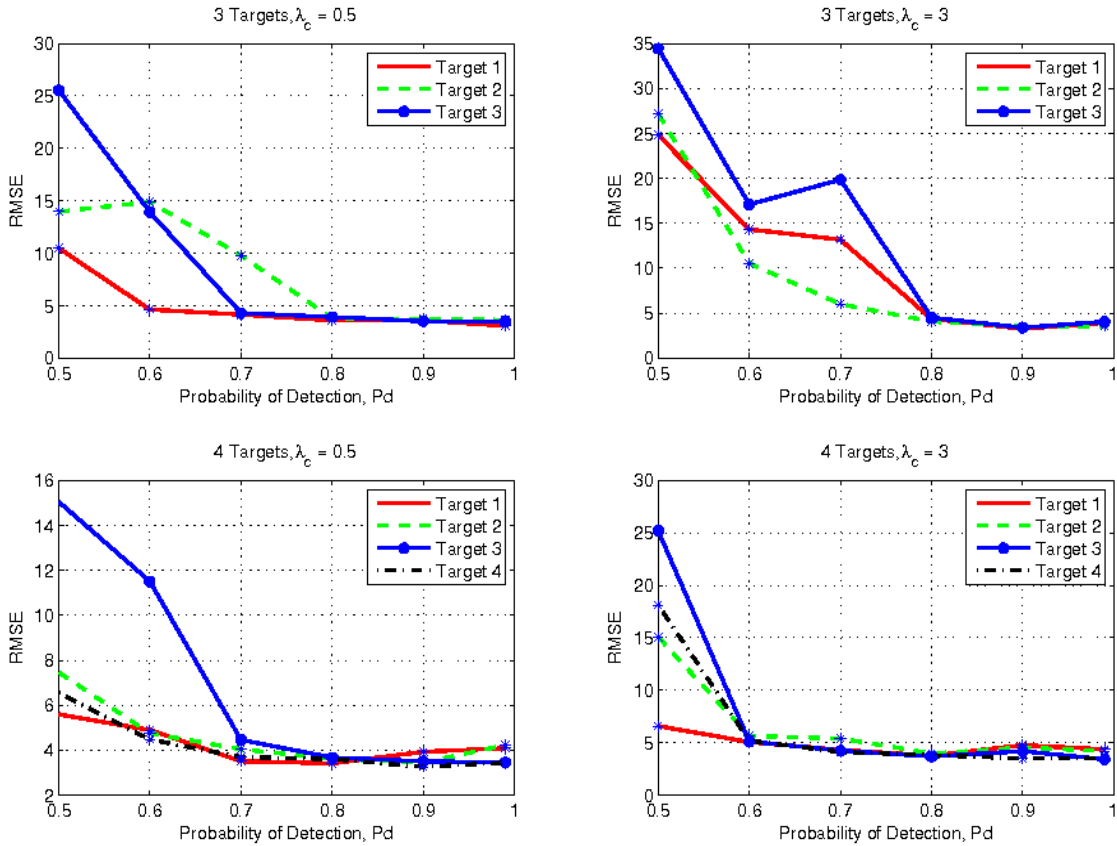 3 Targets, λc = 0.5
30
25
20
15
10
5
0
RMSE
0.5 0.6 0.7 0.8 0.9 1
Probability of Detection, Pd
Target 1
Target 2
Target 3
3 Targets, λc = 3
35
30
25
20
15
10
5
0
RMSE
0.5 0.6 0.7 0.8 0.9 1
Probability of Detection, Pd
Target 1
Target 2
Target 3
4 Targets, λc = 0.5
16
14
12
10
8
6
4
2
RMSE
0.5 0.6 0.7 0.8 0.9 1
Probability of Detection, Pd
Target 1
Target 2
Target 3
Target 4
4 Targets, λc = 3
30
25
20
15
10
5
0
RMSE
0.5 0.6 0.7 0.8 0.9 1
Probability of Detection, Pd
Target 1
Target 2
Target 3
Target 4